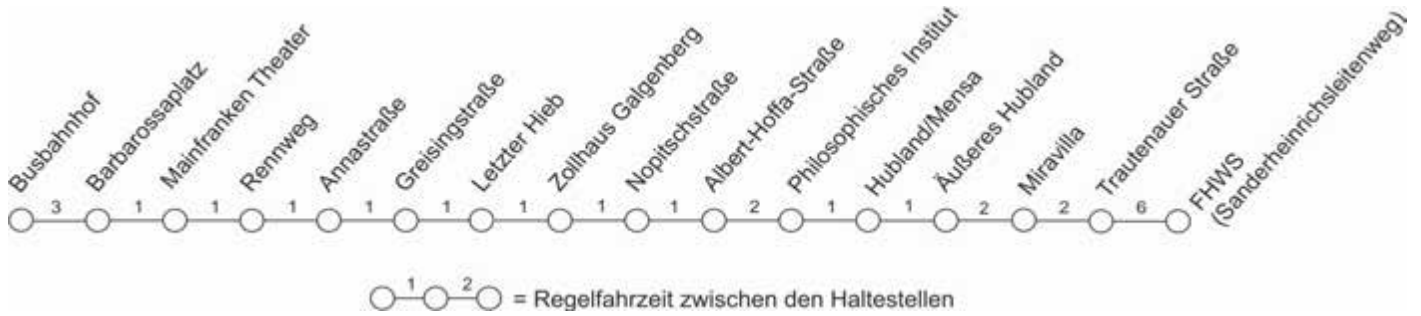 Busbahnhof
Barbarossaplatz
Mainfranken Theater
Rennweg
Annastraße
Greisingstraße
Letzter Hieb
Zollhaus Galgenberg
Nopitschstraße
Albert-Hoffa-Straße
Philosophisches Institut
Hubland/Mensa
Äußeres Hubland
Miravilla
Trautenauer Straße
FHWS
(Sanderheinrichsleitenweg)
3 1 1 1 1 1 1 1 1 2 1 1 2 2 6
1 2 = Regelfahrzeit zwischen den Haltestellen